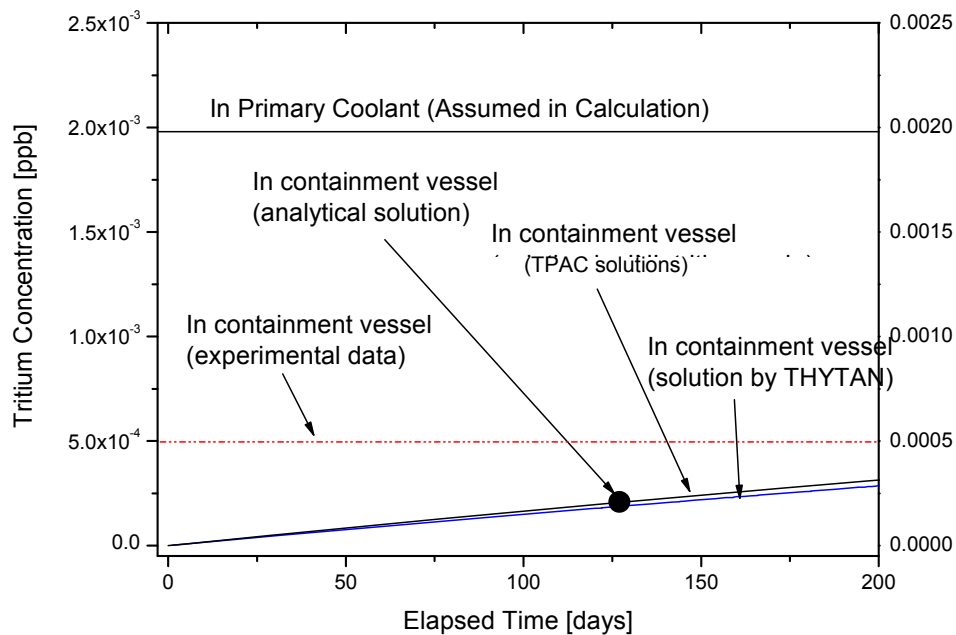 2.5x10⁻³
2.0x10⁻³
1.5x10⁻³
1.0x10⁻³
5.0x10⁻⁴
0.0
Tritium Concentration [ppb]
In Primary Coolant (Assumed in Calculation)
In containment vessel
(analytical solution)
In containment vessel
(TPAC solutions)
In containment vessel
(experimental data)
In containment vessel
(solution by THYTAN)
0.0025
0.0020
0.0015
0.0010
0.0005
0.0000
0 50 100 150 200
Elapsed Time [days]